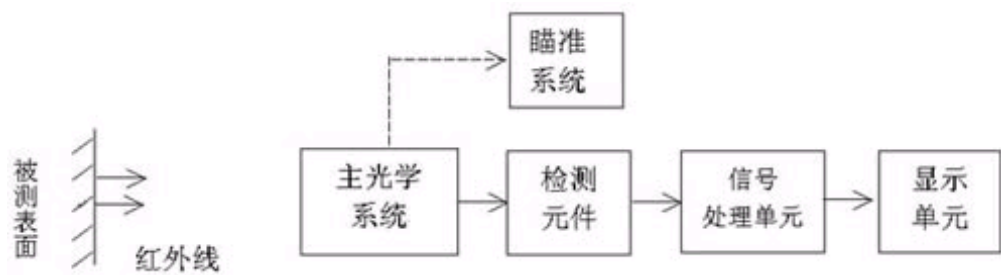 瞄准
系统
被测表面
红外线
主光学
系统
检测
元件
信号
处理单元
显示
单元